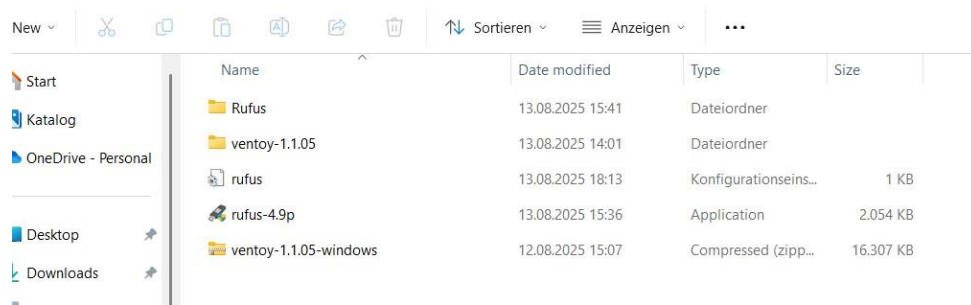 New Sortieren Anzeigen
Name Date modified Type Size
Start
Rufus 13.08.2025 15:41 Dateiordner
Katalog
ventoy-1.1.05 13.08.2025 14:01 Dateiordner
OneDrive - Personal
rufus 13.08.2025 18:13 Konfigurationseins... 1 KB
rufus-4.9p 13.08.2025 15:36 Application 2.054 KB
Desktop
ventoy-1.1.05-windows 12.08.2025 15:07 Compressed (zipp... 16.307 KB
Downloads